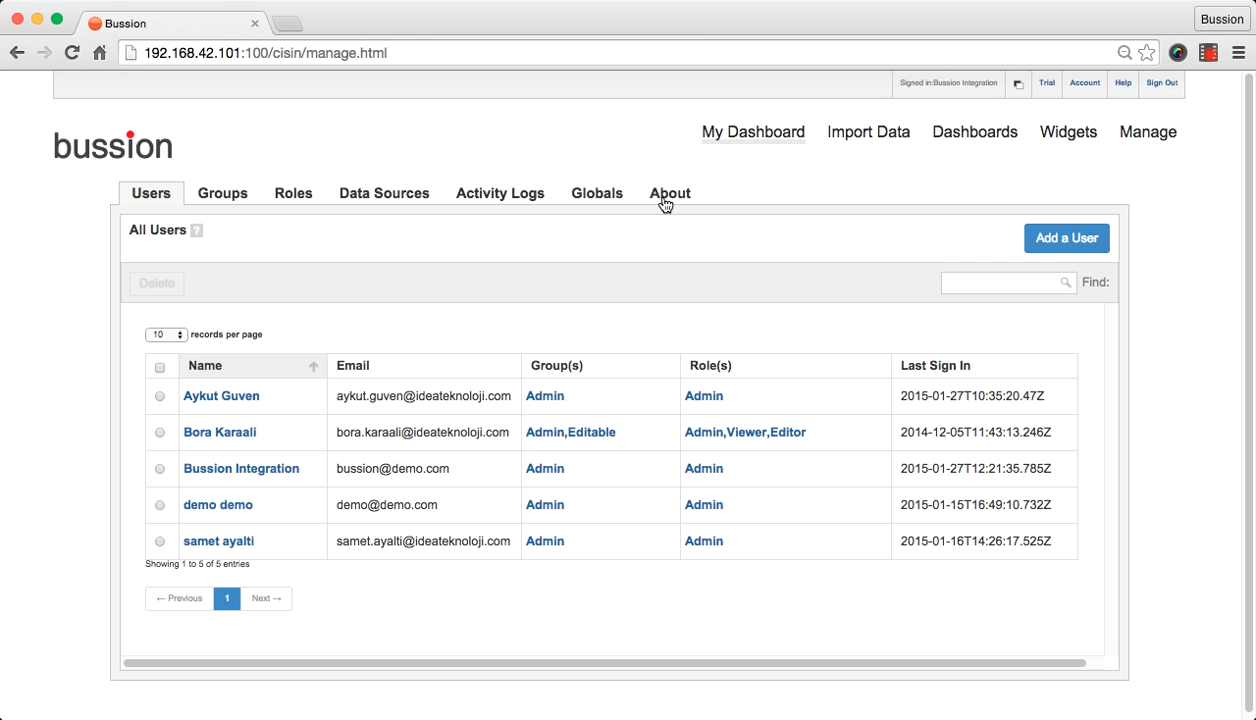 Bussion
Bussion
192.168.42.101:100/cisin/manage.html
Signed in:Bussion Integration Trial Account Help Sign Out
bussion
My Dashboard Import Data Dashboards Widgets Manage
Users Groups Roles Data Sources Activity Logs Globals About
All Users ? Add a User
Delete Find:
10 records per page
Name Email Group(s) Role(s) Last Sign In
Aykut Guven aykut.guven@ideateknoloji.com Admin Admin 2015-01-27T10:35:20.47Z
Bora Karaali bora.karaali@ideateknoloji.com Admin,Editable Admin,Viewer,Editor 2014-12-05T11:43:13.246Z
Bussion Integration bussion@demo.com Admin Admin 2015-01-27T12:21:35.785Z
demo demo demo@demo.com Admin Admin 2015-01-15T16:49:10.732Z
samet ayalti samet.ayalti@ideateknoloji.com Admin Admin 2015-01-16T14:26:17.525Z
Showing 1 to 5 of 5 entries
← Previous 1 Next →